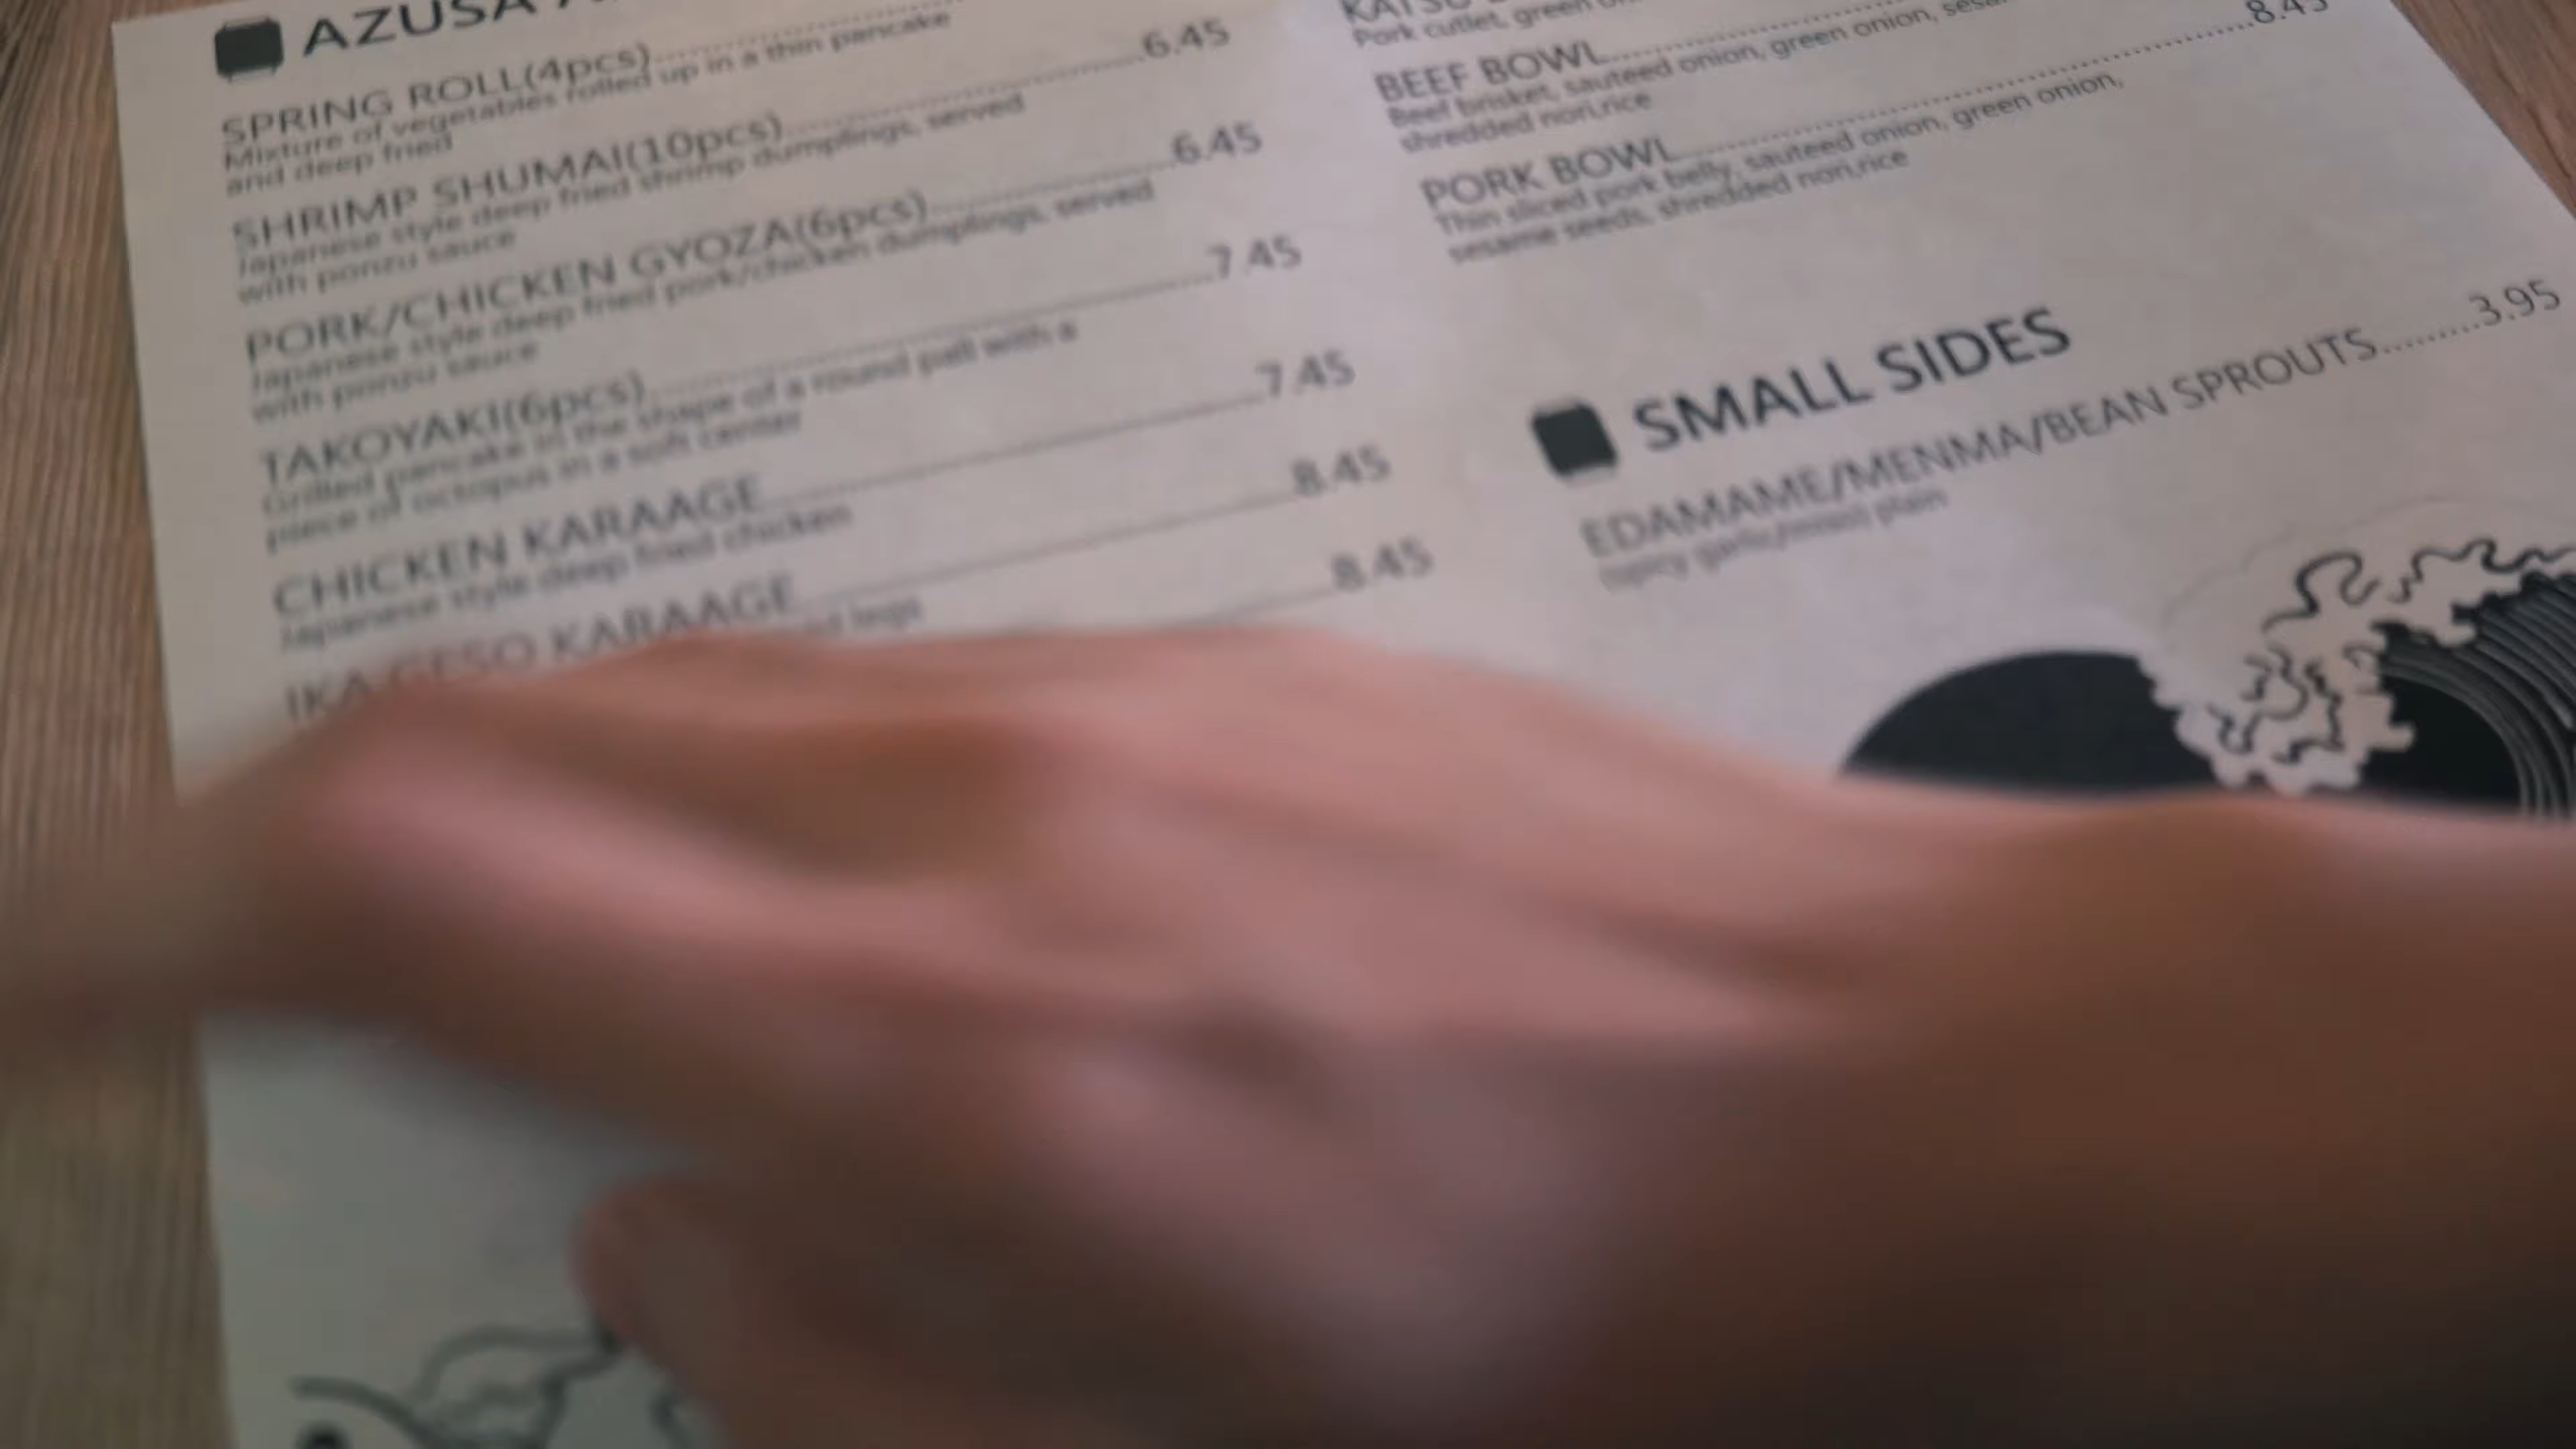 AZUSA
SPRING ROLL(4pcs)........................6.45
Mixture of vegetables rolled up in a thin pancake
and deep fried
SHRIMP SHUMAI(10pcs)........................6.45
Japanese style deep fried shrimp dumplings, served
with ponzu sauce
PORK/CHICKEN GYOZA(6pcs)........................7.45
Japanese style deep fried pork/chicken dumplings, served
with ponzu sauce
TAKOYAKI(6pcs)........................7.45
Grilled pancake in the shape of a round pall with a
piece of octopus in a soft center
CHICKEN KARAAGE........................8.45
Japanese style deep fried chicken
IKA GESO KARAAGE........................8.45
legs
KATSU
Pork cutlet, green
BEEF BOWL........................8.45
Beef brisket, sauteed onion, green onion,
shredded nori,rice
PORK BOWL........................
Thin sliced pork belly, sauteed onion, green onion,
sesame seeds, shredded nori,rice
SMALL SIDES
EDAMAME/MENMA/BEAN SPROUTS.........3.95
plain